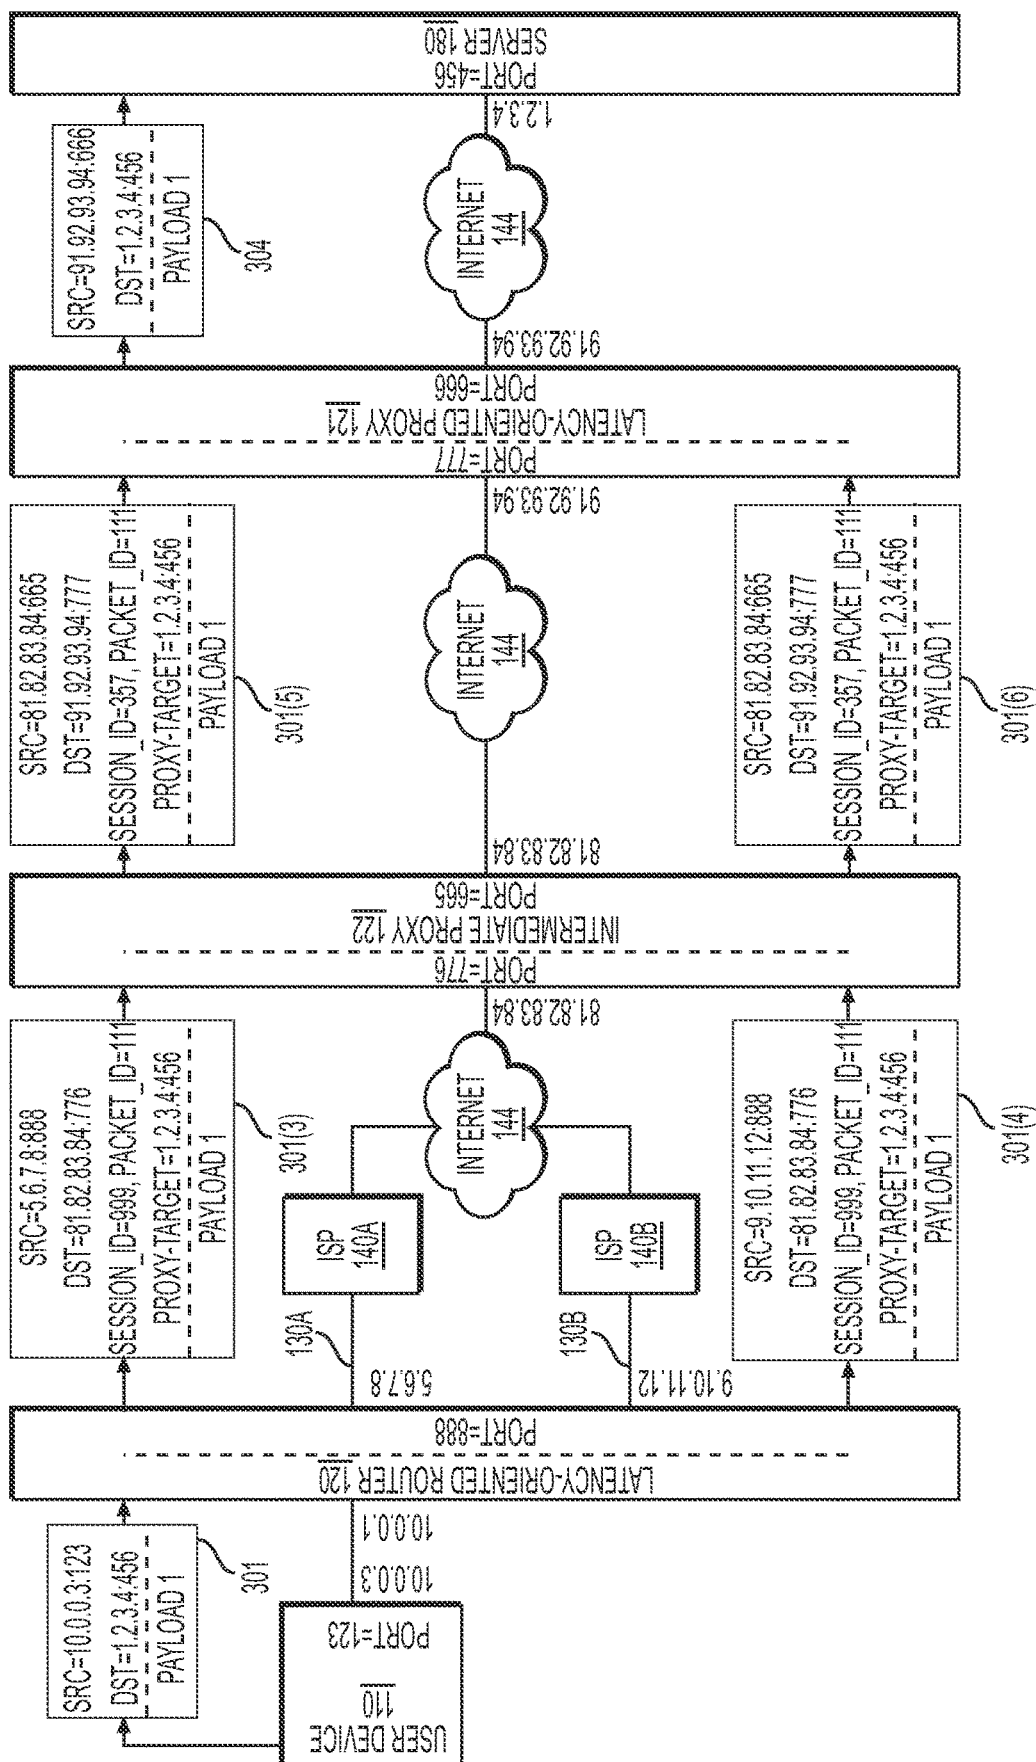 SRC=10.0.0.3:123
DST=1.2.3.4:456
PAYLOAD 1
301
USER DEVICE
110
PORT=123
10.0.0.3
10.0.0.1
LATENCY-ORIENTED ROUTER 120
PORT=888
SRC=5.6.7.8:888
DST=81.82.83.84:776
SESSION_ID=999, PACKET_ID=111
PROXY-TARGET=1.2.3.4:456
PAYLOAD 1
301(3)
130A
5.6.7.8
ISP
140A
130B
9.10.11.12
ISP
140B
INTERNET
144
81.82.83.84
SRC=9.10.11.12:888
DST=81.82.83.84:776
SESSION_ID=999, PACKET_ID=111
PROXY-TARGET=1.2.3.4:456
PAYLOAD 1
301(4)
PORT=776
INTERMEDIATE PROXY 122
PORT=665
SRC=81.82.83.84:665
DST=91.92.93.94:777
SESSION_ID=357, PACKET_ID=111
PROXY-TARGET=1.2.3.4:456
PAYLOAD 1
301(5)
81.82.83.84
INTERNET
144
91.92.93.94
SRC=81.82.83.84:665
DST=91.92.93.94:777
SESSION_ID=357, PACKET_ID=111
PROXY-TARGET=1.2.3.4:456
PAYLOAD 1
301(6)
PORT=777
LATENCY-ORIENTED PROXY 121
PORT=666
SRC=91.92.93.94:666
DST=1.2.3.4:456
PAYLOAD 1
304
91.92.93.94
INTERNET
144
1.2.3.4
PORT=456
SERVER 180